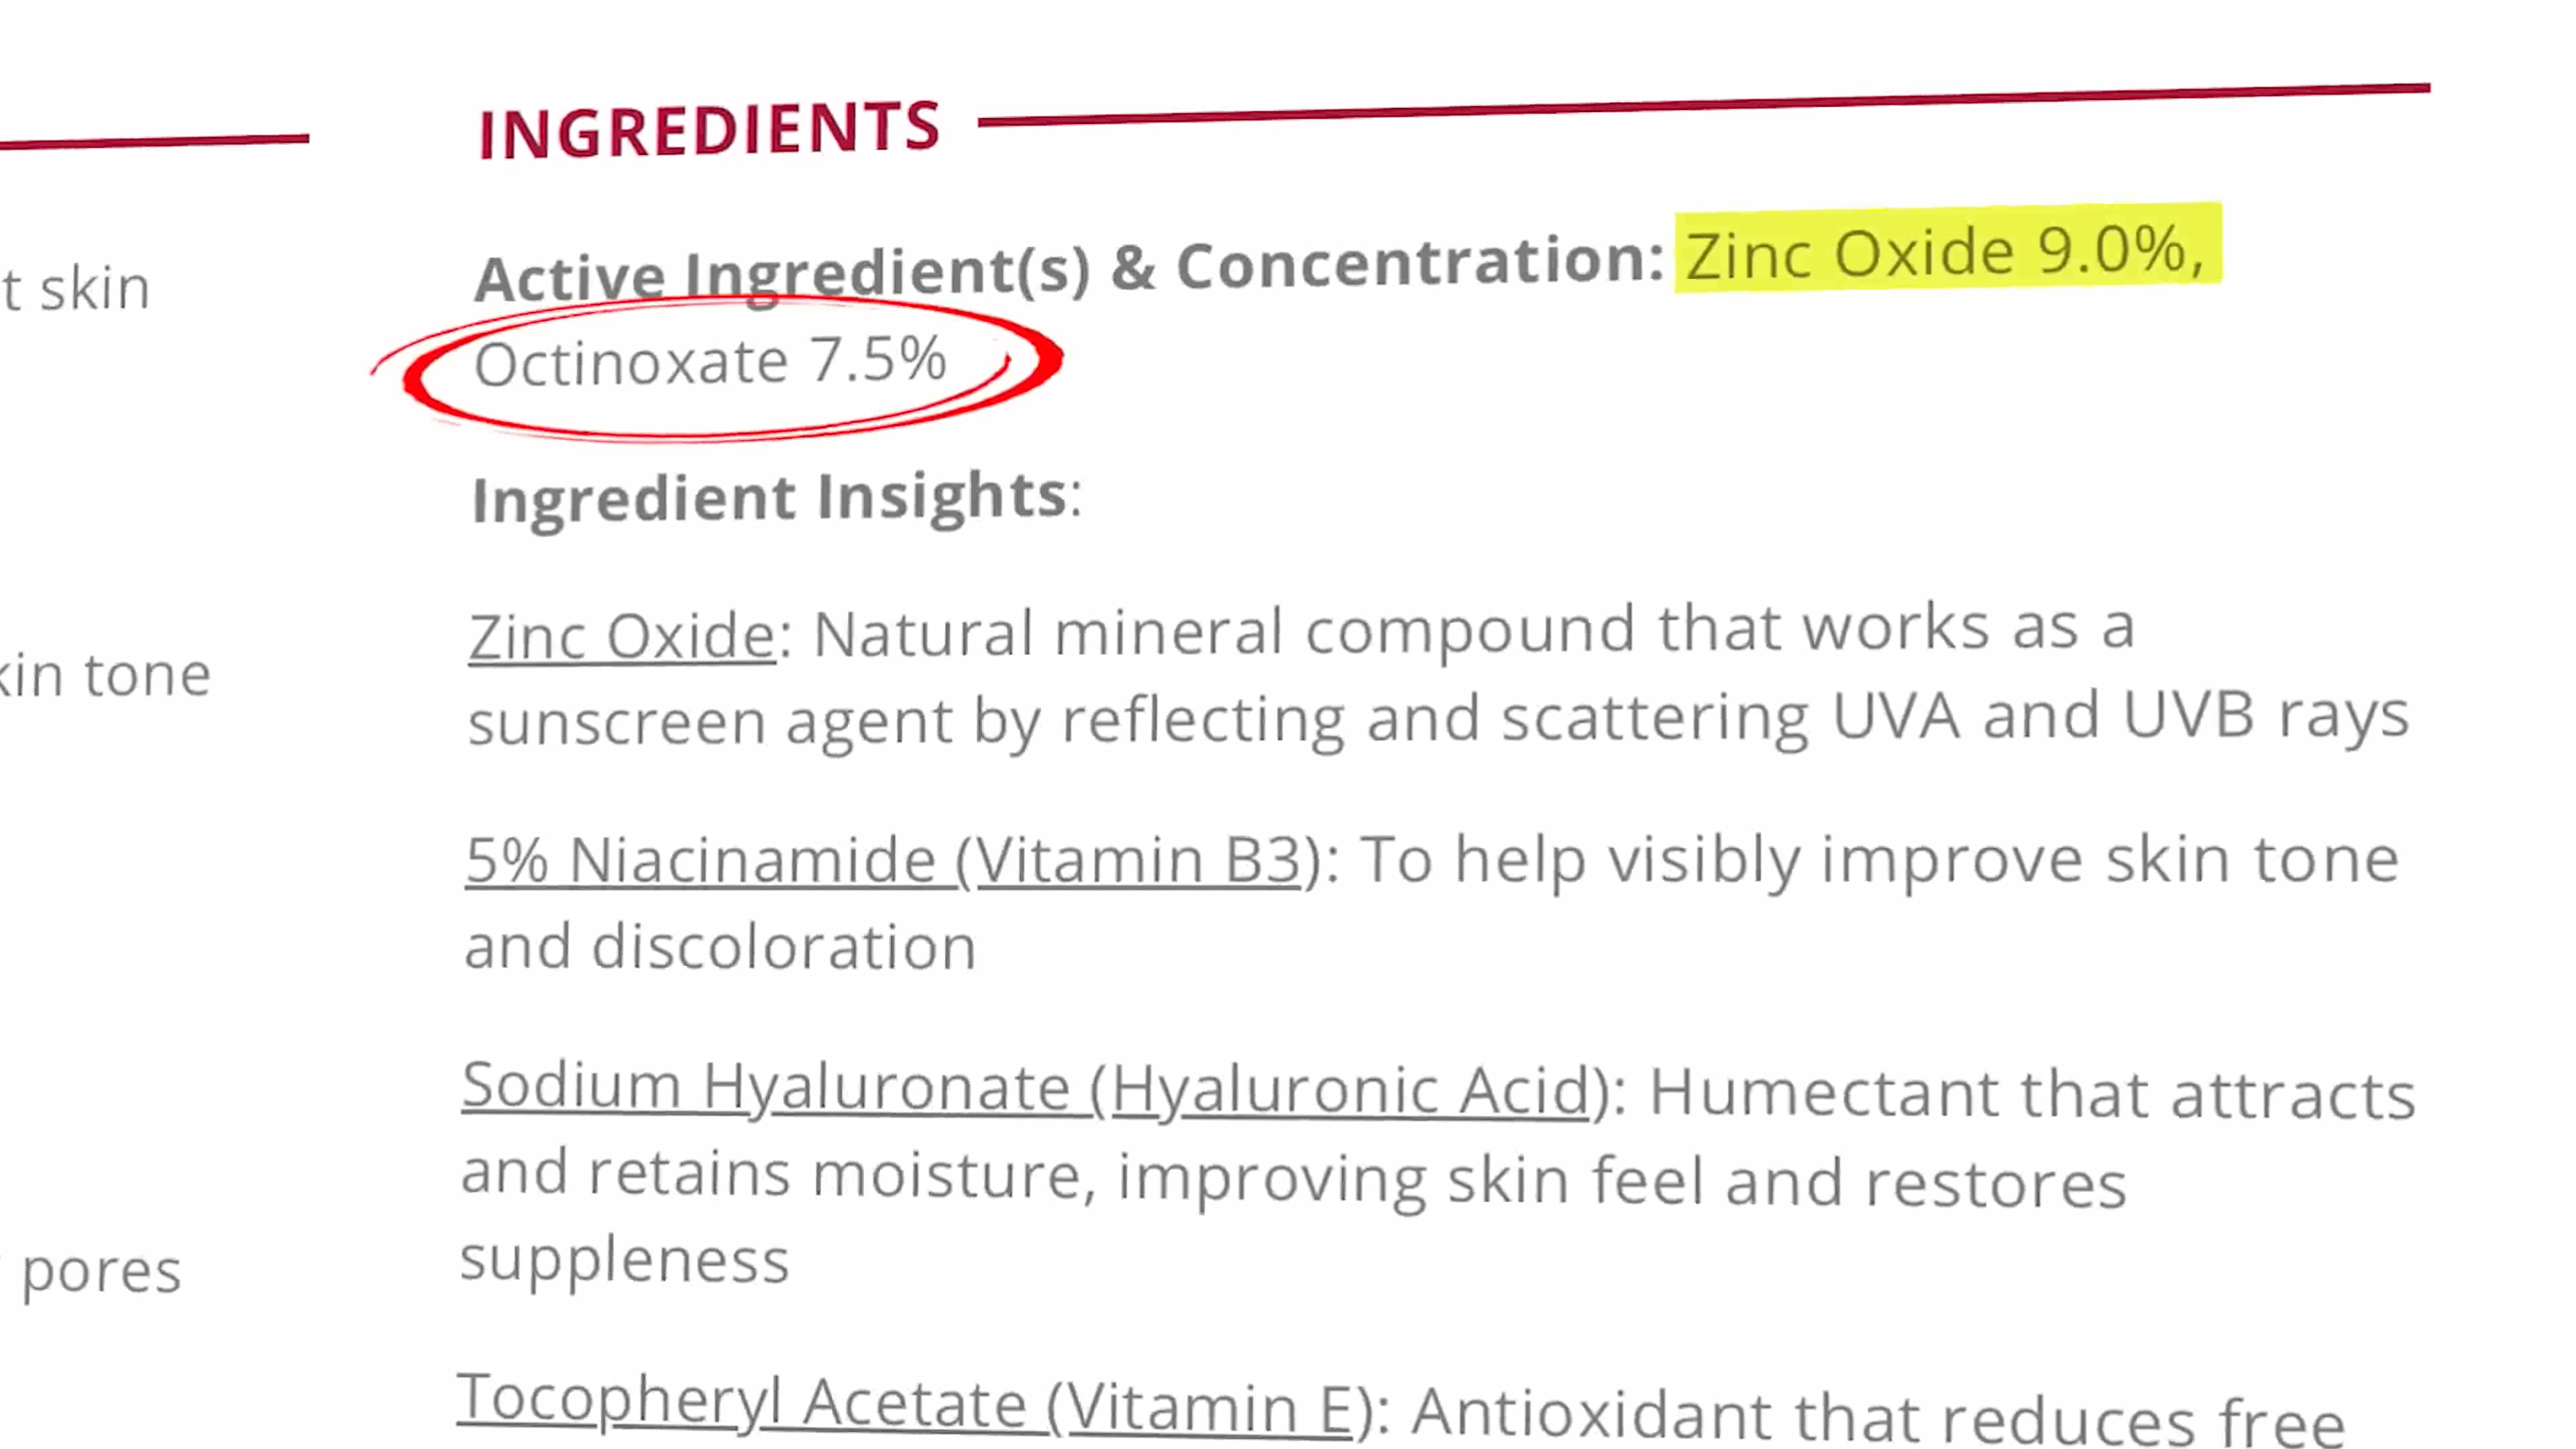 INGREDIENTS
t skin
Active Ingredient(s) & Concentration: Zinc Oxide 9.0%,
Octinoxate 7.5%
Ingredient Insights:
Zinc Oxide: Natural mineral compound that works as a
kin tone
sunscreen agent by reflecting and scattering UVA and UVB rays
5% Niacinamide (Vitamin B3): To help visibly improve skin tone
and discoloration
Sodium Hyaluronate (Hyaluronic Acid): Humectant that attracts
and retains moisture, improving skin feel and restores
suppleness
pores
Tocopheryl Acetate (Vitamin E): Antioxidant that reduces free